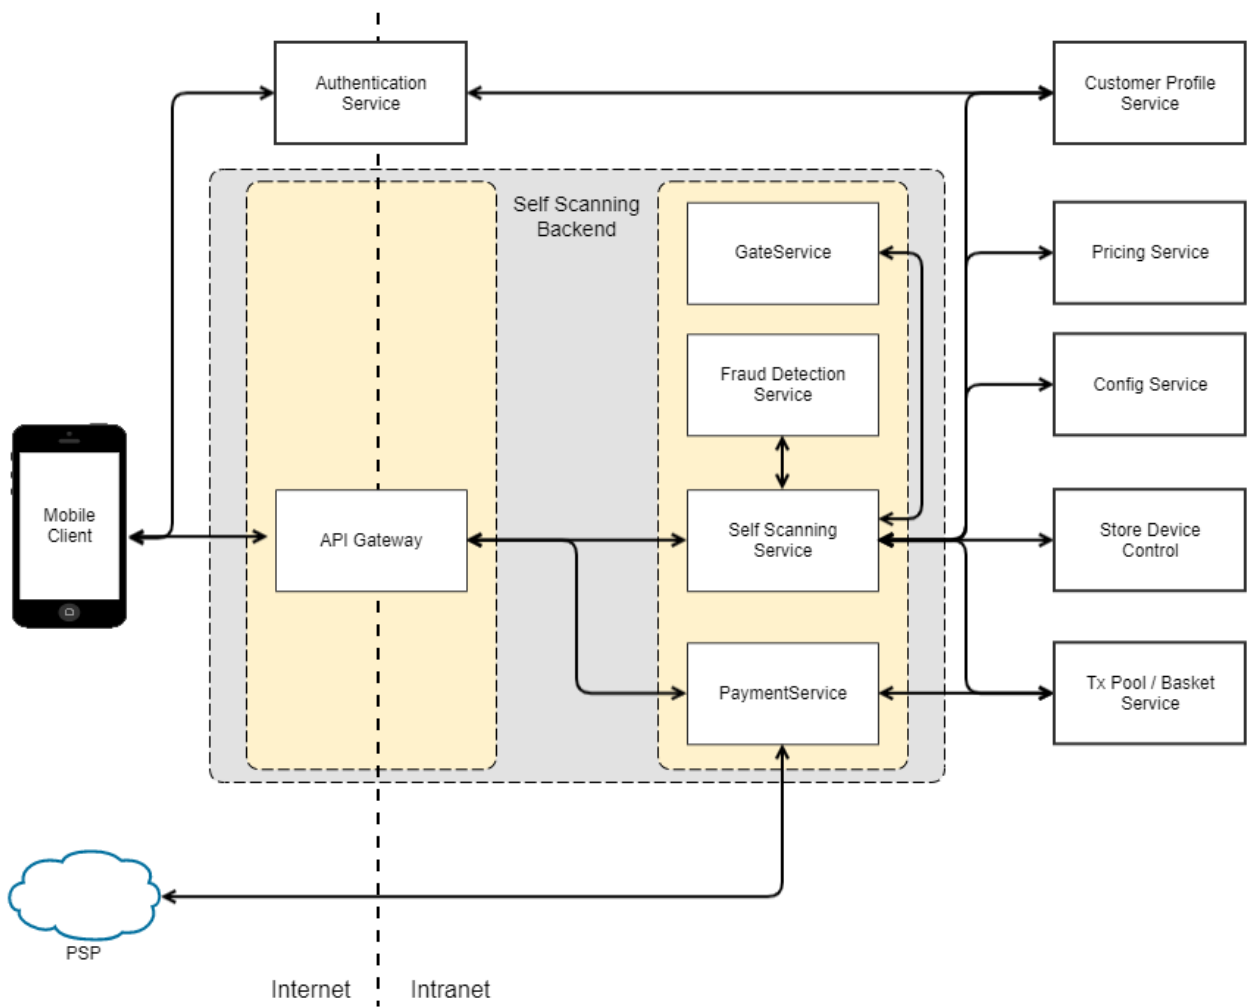 Authentication
Service
Customer Profile
Service
Self Scanning
Backend
GateService
Pricing Service
Fraud Detection
Service
Config Service
Mobile
Client
API Gateway
Self Scanning
Service
Store Device
Control
PaymentService
Tx Pool / Basket
Service
PSP
Internet
Intranet